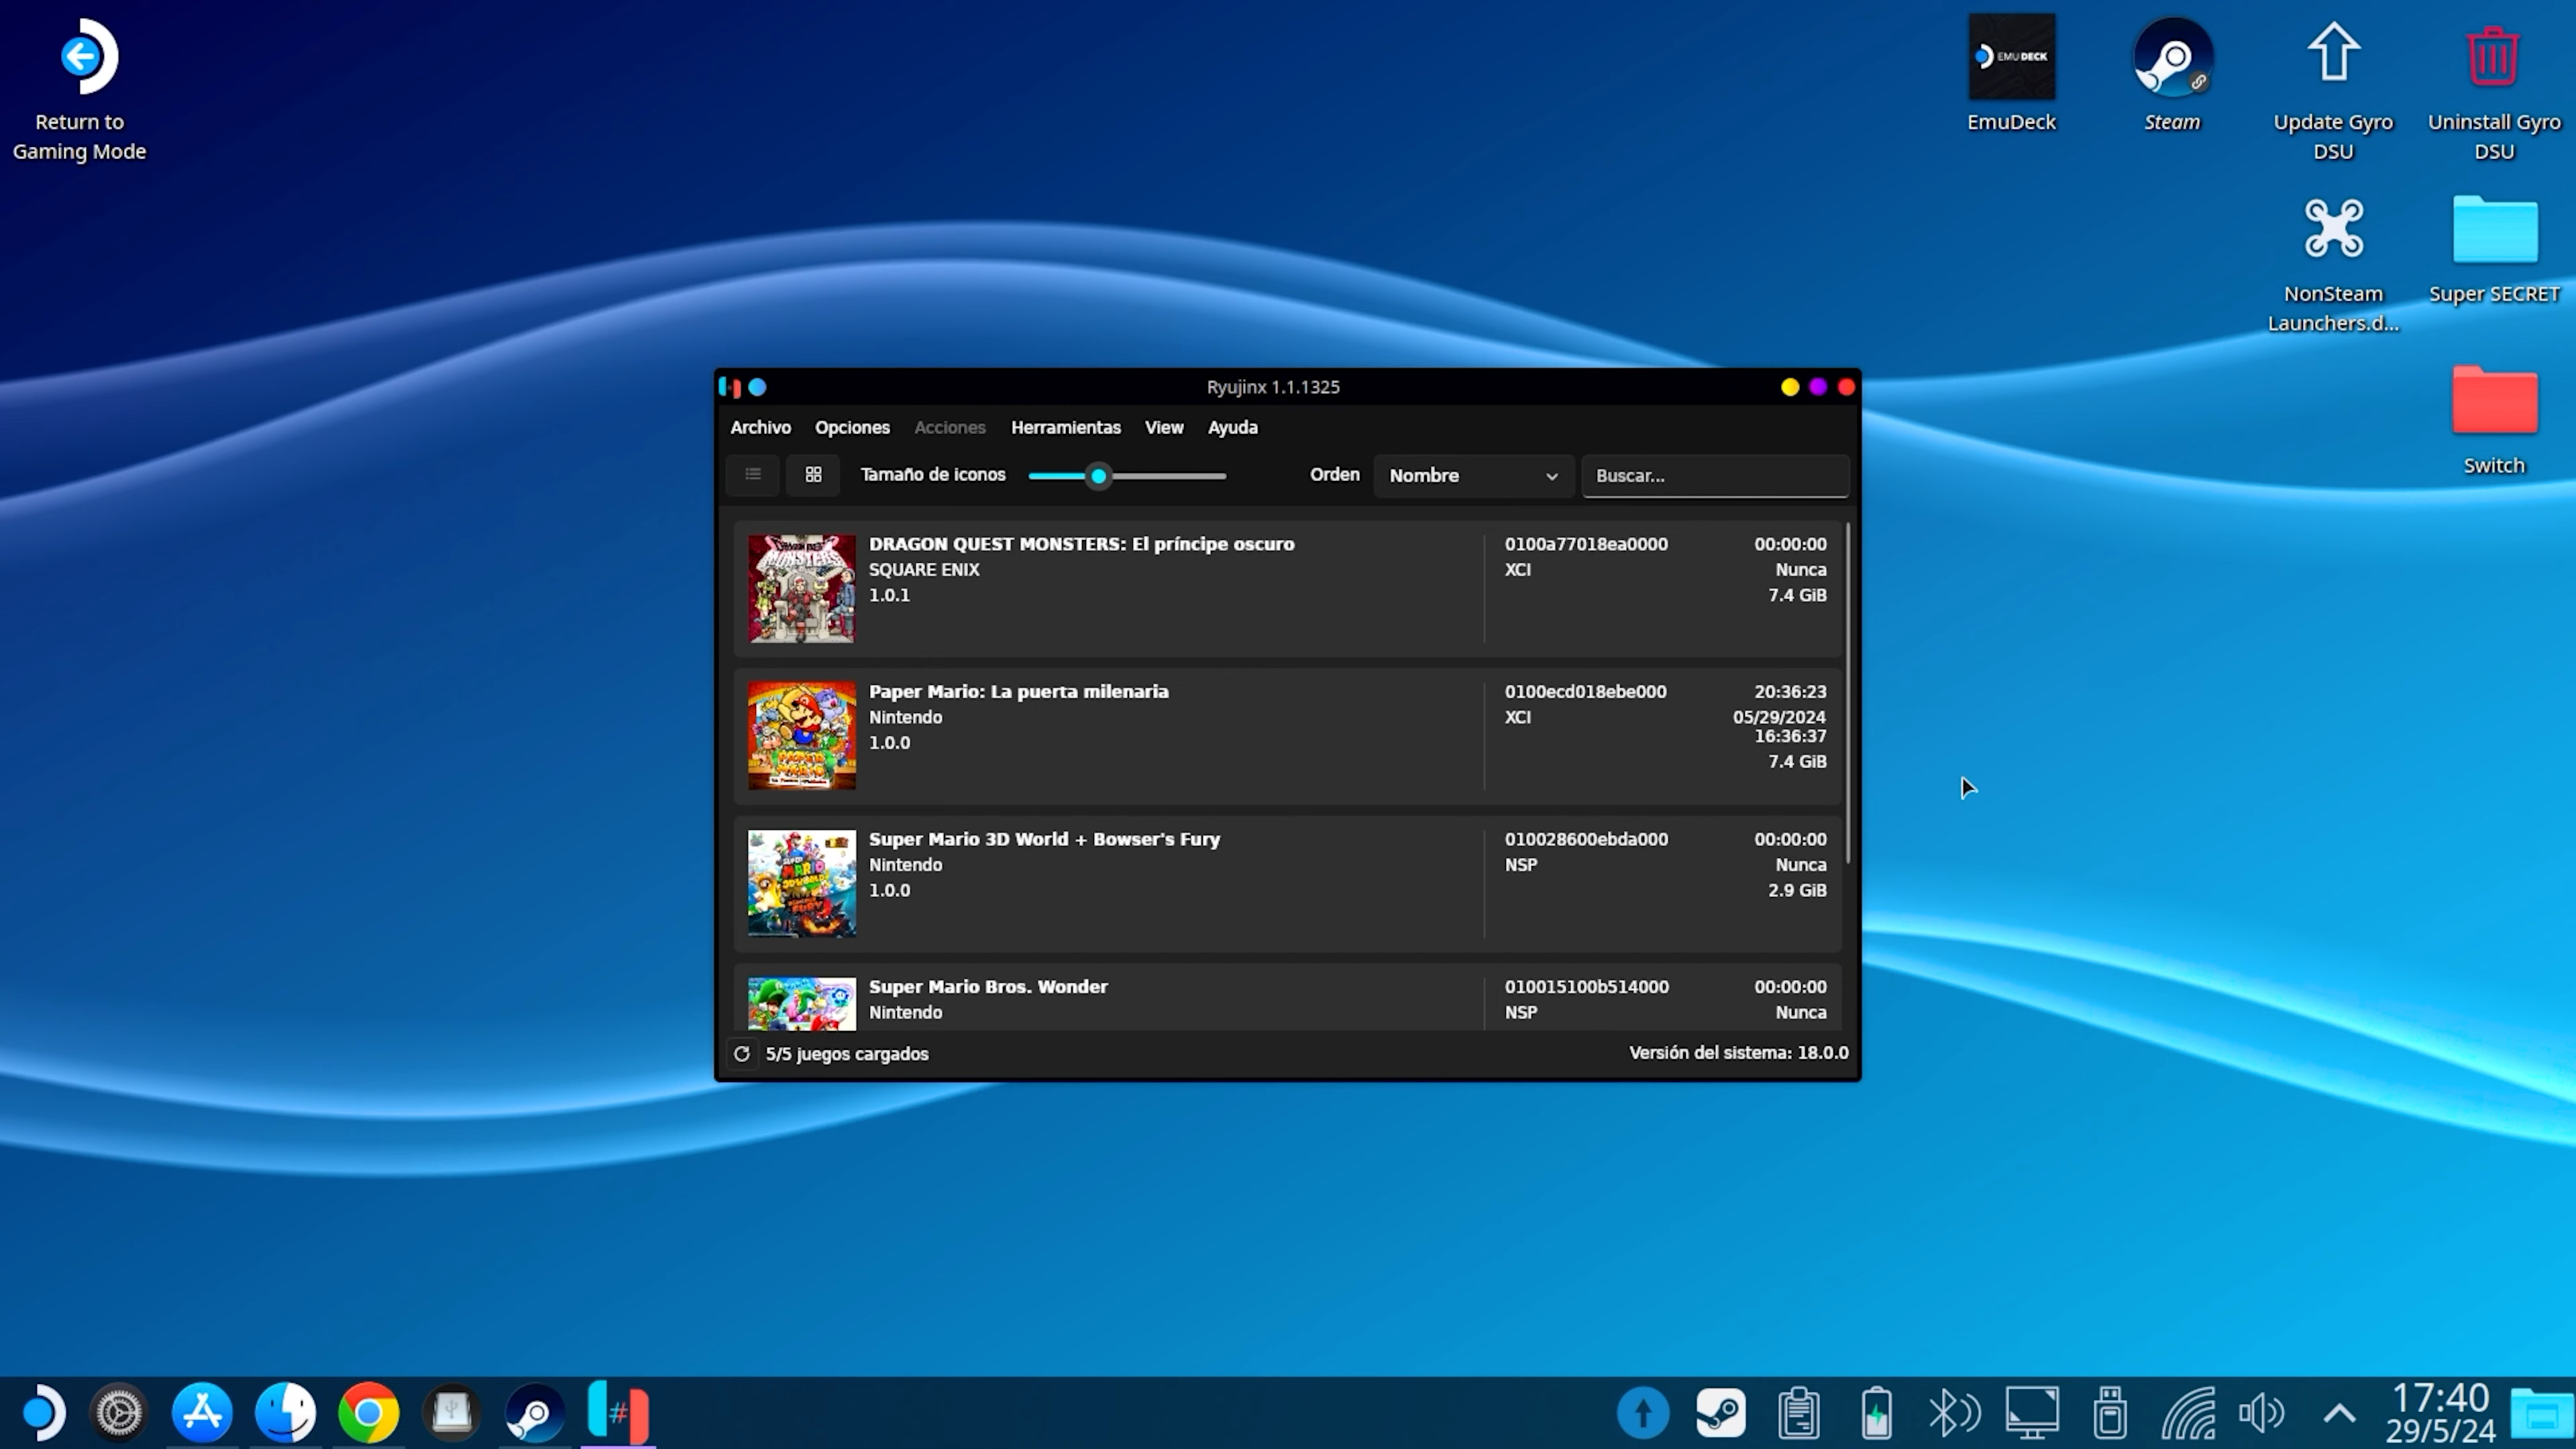 Return to
Gaming Mode
EMUDECK
EmuDeck
Steam
Update Gyro
DSU
Uninstall Gyro
DSU
NonSteam
Launchers.d...
Super SECRET
Switch
Ryujinx 1.1.1325
Archivo Opciones Acciones Herramientas View Ayuda
Tamaño de iconos Orden Nombre Buscar...
DRAGON QUEST MONSTERS: El príncipe oscuro 0100a77018ea0000 00:00:00
SQUARE ENIX XCI Nunca
1.0.1 7.4 GiB
Paper Mario: La puerta milenaria 0100ecd018ebe000 20:36:23
Nintendo XCI 05/29/2024
16:36:37
1.0.0 7.4 GiB
Super Mario 3D World + Bowser's Fury 010028600ebda000 00:00:00
Nintendo NSP Nunca
1.0.0 2.9 GiB
Super Mario Bros. Wonder 010015100b514000 00:00:00
Nintendo NSP Nunca
5/5 juegos cargados Versión del sistema: 18.0.0
17:40
29/5/24